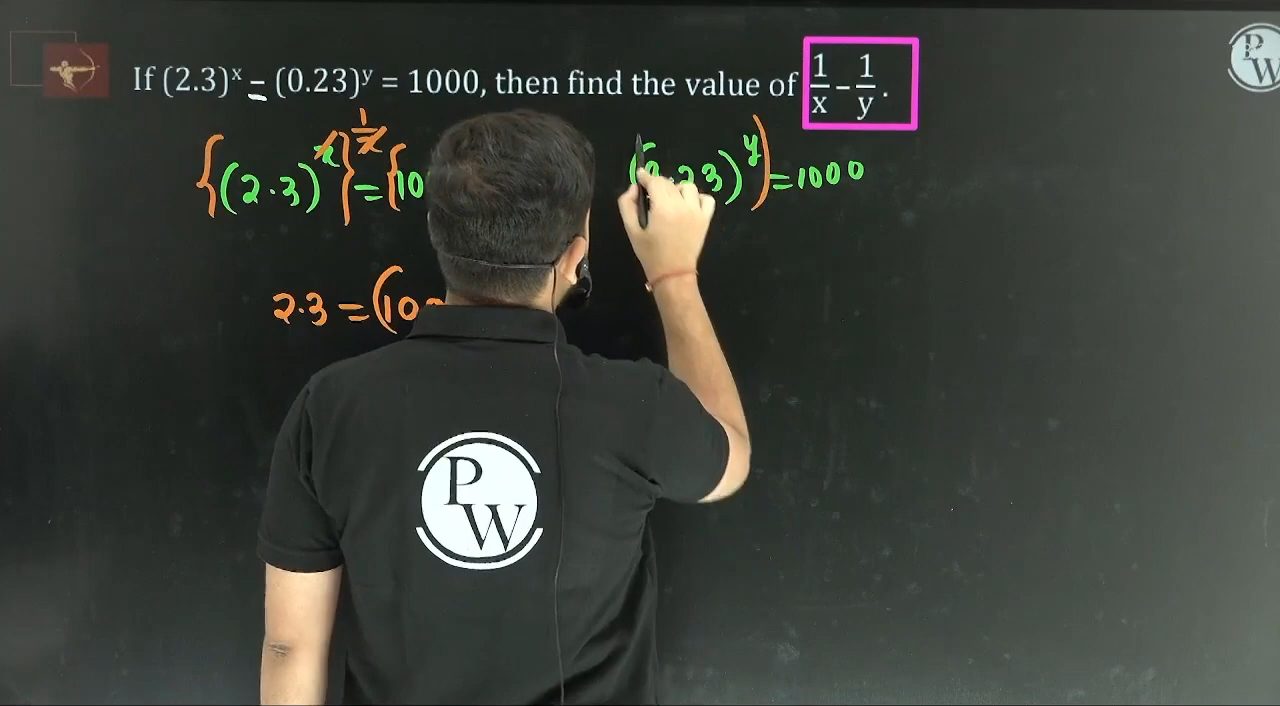 If (2.3)ˣ – (0.23)ʸ = 1000, then find the value of 1/x – 1/y.
PW
{(2.3)ˣ}^(1/x) = {10
(0.23)ʸ) = 1000
2.3 = (10
PW